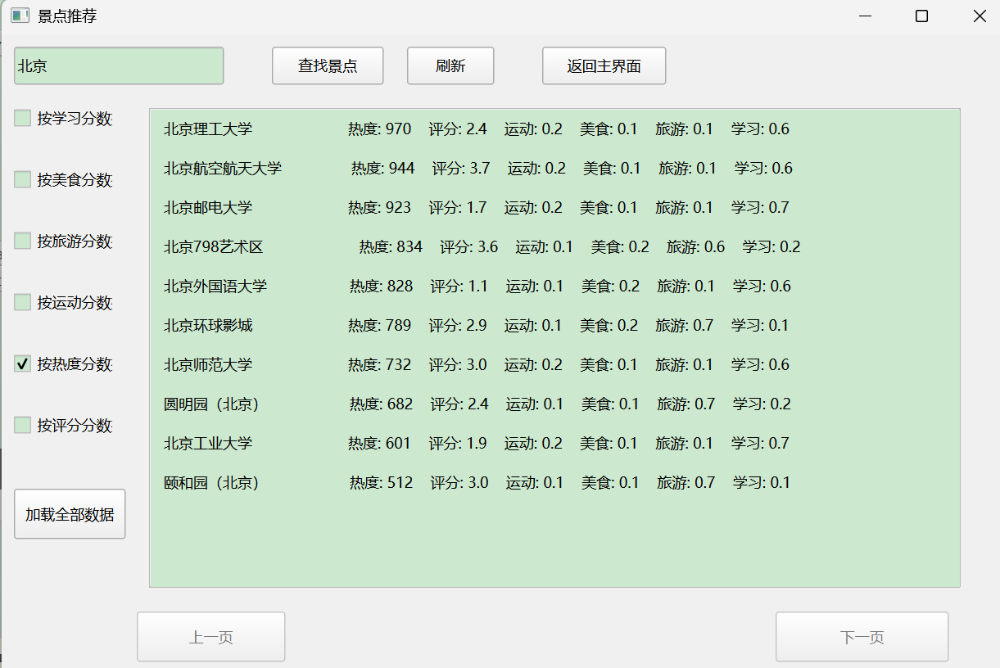 景点推荐
北京
查找景点
刷新
返回主界面
按学习分数
按美食分数
按旅游分数
按运动分数
按热度分数
按评分分数
加载全部数据
北京理工大学 热度: 970 评分: 2.4 运动: 0.2 美食: 0.1 旅游: 0.1 学习: 0.6
北京航空航天大学 热度: 944 评分: 3.7 运动: 0.2 美食: 0.1 旅游: 0.1 学习: 0.6
北京邮电大学 热度: 923 评分: 1.7 运动: 0.2 美食: 0.1 旅游: 0.1 学习: 0.7
北京798艺术区 热度: 834 评分: 3.6 运动: 0.1 美食: 0.2 旅游: 0.6 学习: 0.2
北京外国语大学 热度: 828 评分: 1.1 运动: 0.1 美食: 0.2 旅游: 0.1 学习: 0.6
北京环球影城 热度: 789 评分: 2.9 运动: 0.1 美食: 0.2 旅游: 0.7 学习: 0.1
北京师范大学 热度: 732 评分: 3.0 运动: 0.2 美食: 0.1 旅游: 0.1 学习: 0.6
圆明园（北京） 热度: 682 评分: 2.4 运动: 0.1 美食: 0.1 旅游: 0.7 学习: 0.2
北京工业大学 热度: 601 评分: 1.9 运动: 0.2 美食: 0.1 旅游: 0.1 学习: 0.7
颐和园（北京） 热度: 512 评分: 3.0 运动: 0.1 美食: 0.1 旅游: 0.7 学习: 0.1
上一页
下一页